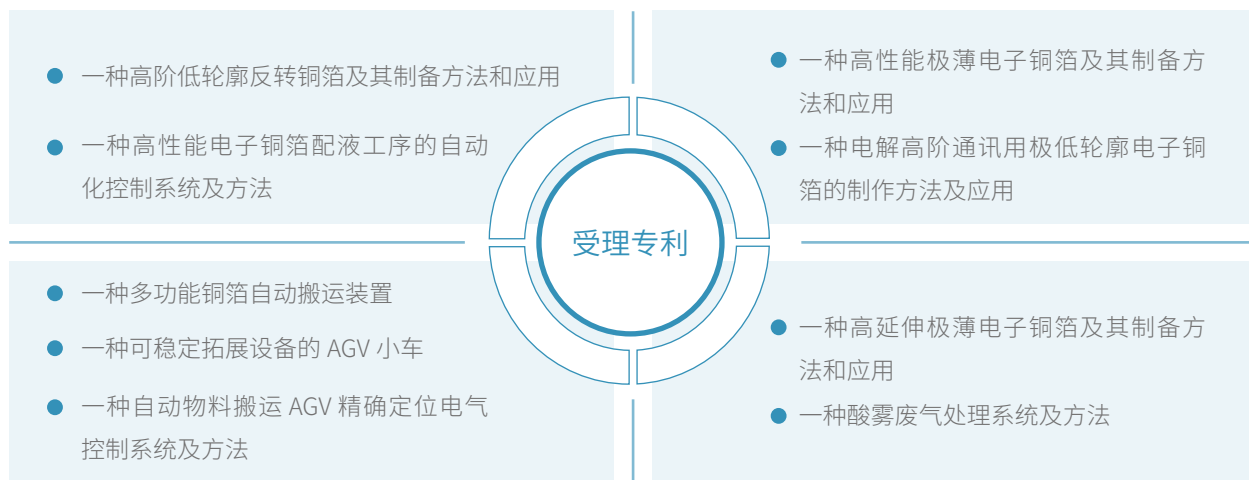 一种高阶低轮廓反转铜箔及其制备方法和应用
一种高性能电子铜箔配液工序的自动
化控制系统及方法
一种高性能极薄电子铜箔及其制备方
法和应用
一种电解高阶通讯用极低轮廓电子铜
箔的制作方法及应用
受理专利
一种多功能铜箔自动搬运装置
一种可稳定拓展设备的 AGV 小车
一种自动物料搬运 AGV 精确定位电气
控制系统及方法
一种高延伸极薄电子铜箔及其制备方
法和应用
一种酸雾废气处理系统及方法